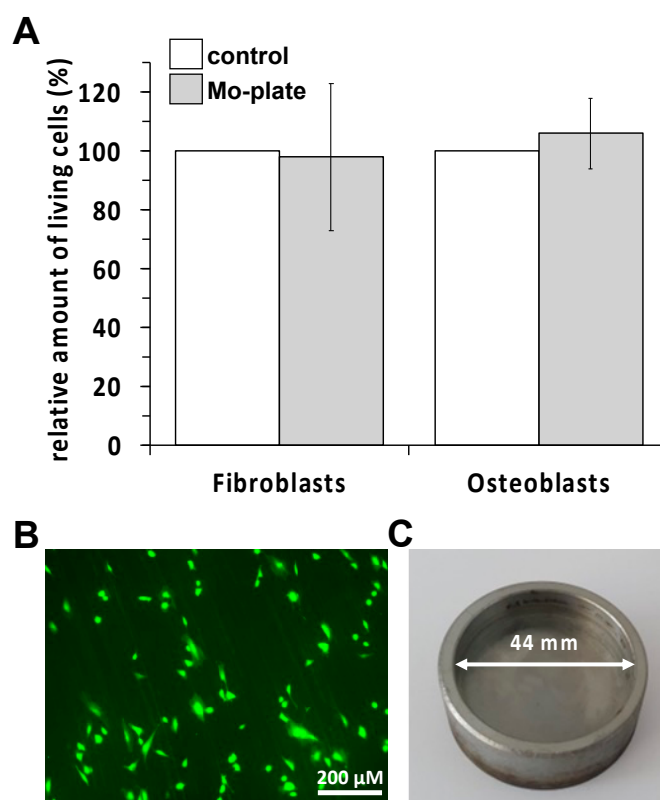 A
control
Mo-plate
relative amount of living cells (%)
120
100
80
60
40
20
0
Fibroblasts
Osteoblasts
B
200 µM
C
44 mm